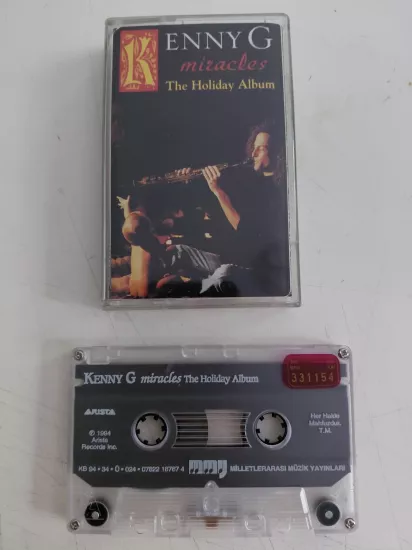 KENNY G
miracles
The Holiday Album
KENNY G miracles The Holiday Album
331154
ARISTA
℗ 1994
Arista
Records Inc.
Her Hakkı
Mahfuzdur.
T.M.
KB 94 • 34 • Ü • 024 • 07822 18767 4
MMY MİLLETLERARASI MÜZİK YAYINLARI